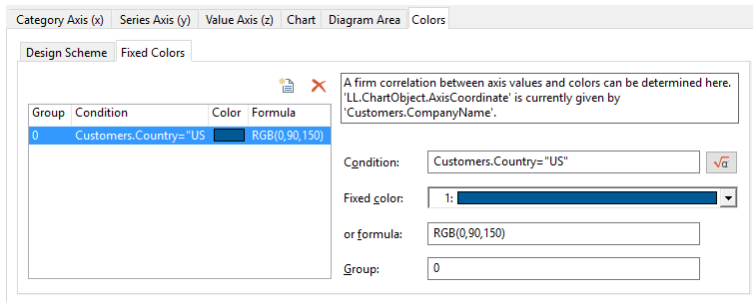 Category Axis (x) Series Axis (y) Value Axis (z) Chart Diagram Area Colors
Design Scheme Fixed Colors
A firm correlation between axis values and colors can be determined here.
'LL.ChartObject.AxisCoordinate' is currently given by
'Customers.CompanyName'.
Group Condition Color Formula
0 Customers.Country="US RGB(0,90,150)
Condition: Customers.Country="US" √α
Fixed color: 1:
or formula: RGB(0,90,150)
Group: 0